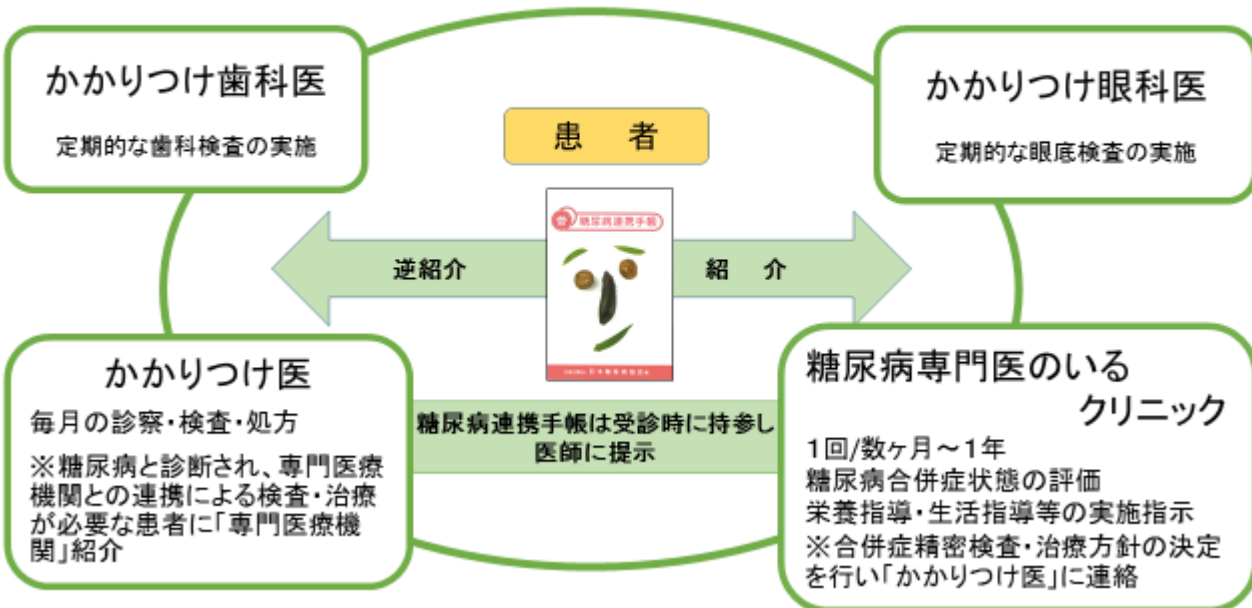 かかりつけ歯科医
定期的な歯科検査の実施
かかりつけ眼科医
定期的な眼底検査の実施
患　者
糖尿病連携手帳
逆紹介
紹　介
かかりつけ医
毎月の診察・検査・処方
※糖尿病と診断され、専門医療
機関との連携による検査・治療
が必要な患者に「専門医療機
関」紹介
糖尿病連携手帳は受診時に持参し
医師に提示
糖尿病専門医のいる
クリニック
1回/数ヶ月～1年
糖尿病合併症状態の評価
栄養指導・生活指導等の実施指示
※合併症精密検査・治療方針の決定
を行い「かかりつけ医」に連絡